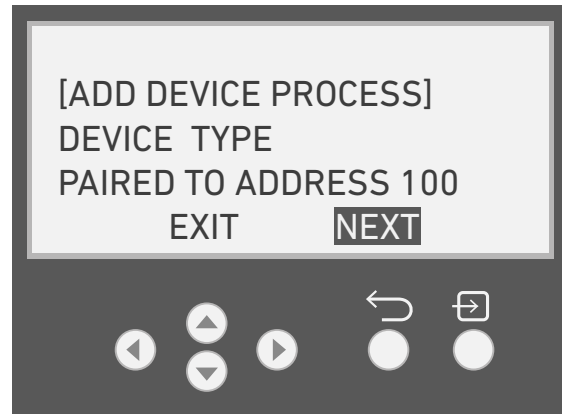 [ADD DEVICE PROCESS]
DEVICE TYPE
PAIRED TO ADDRESS 100
EXIT NEXT